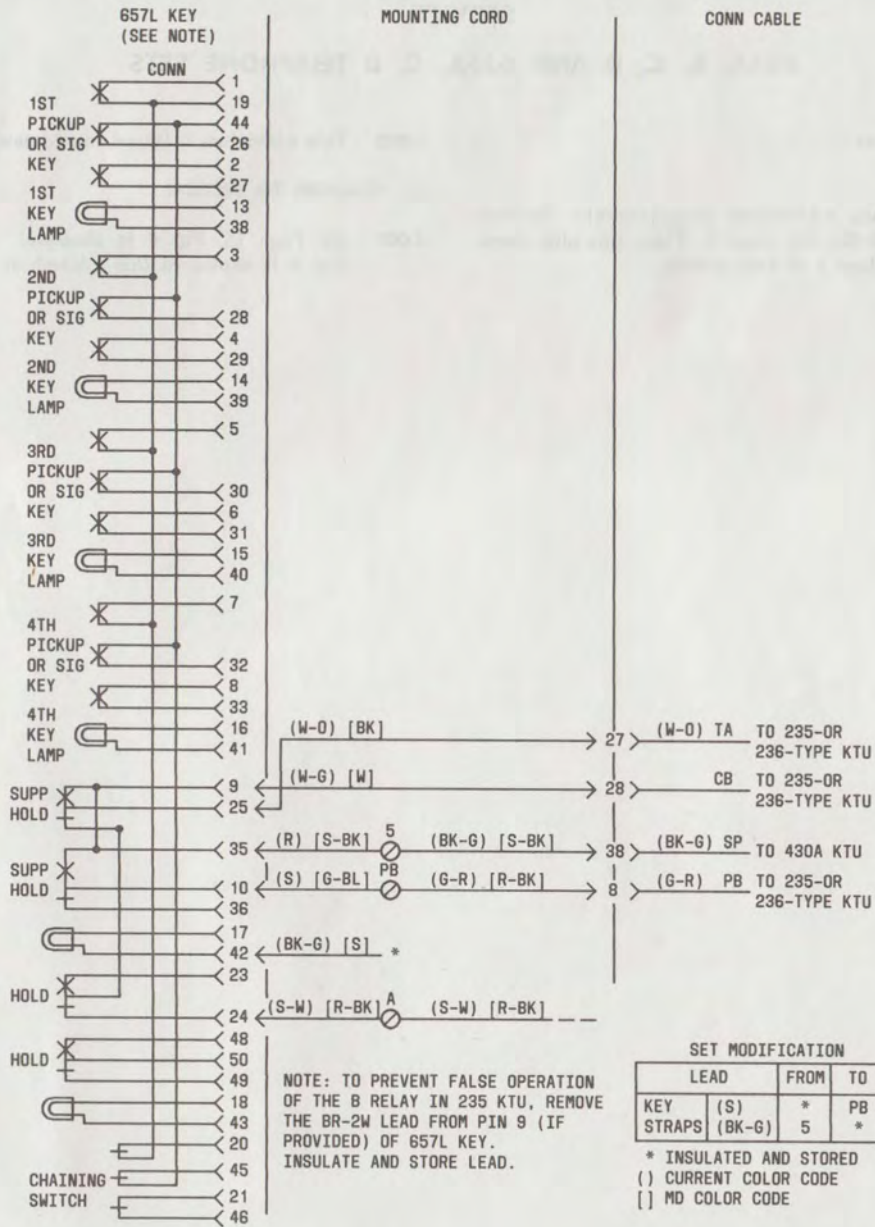 657L KEY
(SEE NOTE)
MOUNTING CORD
CONN CABLE
CONN
1ST
PICKUP
OR SIG
KEY
1
19
44
26
2
27
1ST
KEY
LAMP
13
38
2ND
PICKUP
OR SIG
KEY
3
28
4
29
2ND
KEY
LAMP
14
39
3RD
PICKUP
OR SIG
KEY
5
30
6
31
3RD
KEY
LAMP
15
40
4TH
PICKUP
OR SIG
KEY
7
32
8
33
4TH
KEY
LAMP
16
41
(W-O) [BK]
27
(W-O) TA TO 235-OR
236-TYPE KTU
SUPP
HOLD
9
25
(W-G) [W]
28
CB TO 235-OR
236-TYPE KTU
35
(R) [S-BK]
5
(BK-G) [S-BK]
38
(BK-G) SP TO 430A KTU
SUPP
HOLD
10
36
(S) [G-BL]
PB
(G-R) [R-BK]
8
(G-R) PB TO 235-OR
236-TYPE KTU
17
42
(BK-G) [S]
*
HOLD
23
24
(S-W) [R-BK]
A
(S-W) [R-BK]
HOLD
48
50
49
18
43
20
CHAINING
SWITCH
45
21
46
NOTE: TO PREVENT FALSE OPERATION
OF THE B RELAY IN 235 KTU, REMOVE
THE BR-2W LEAD FROM PIN 9 (IF
PROVIDED) OF 657L KEY.
INSULATE AND STORE LEAD.
SET MODIFICATION
LEAD FROM TO
KEY (S) * PB
STRAPS (BK-G) 5 *
* INSULATED AND STORED
() CURRENT COLOR CODE
[] MD COLOR CODE